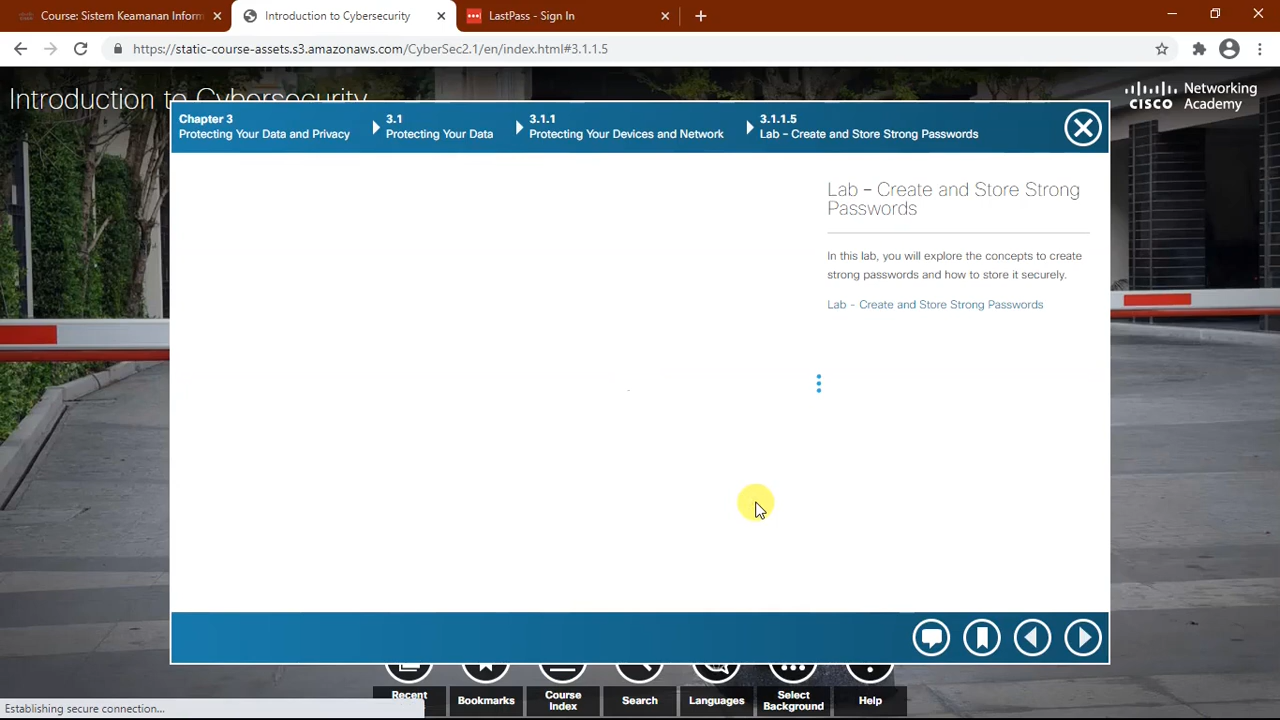 Course: Sistem Keamanan Inform
Introduction to Cybersecurity
LastPass - Sign In
https://static-course-assets.s3.amazonaws.com/CyberSec2.1/en/index.html#3.1.1.5
Introduction to Cybersecurity
CISCO
Networking
Academy
Chapter 3
Protecting Your Data and Privacy
3.1
Protecting Your Data
3.1.1
Protecting Your Devices and Network
3.1.1.5
Lab – Create and Store Strong Passwords
Lab – Create and Store Strong
Passwords
In this lab, you will explore the concepts to create
strong passwords and how to store it securely.
Lab - Create and Store Strong Passwords
Recent
Bookmarks
Course
Index
Search
Languages
Select
Background
Help
Establishing secure connection...